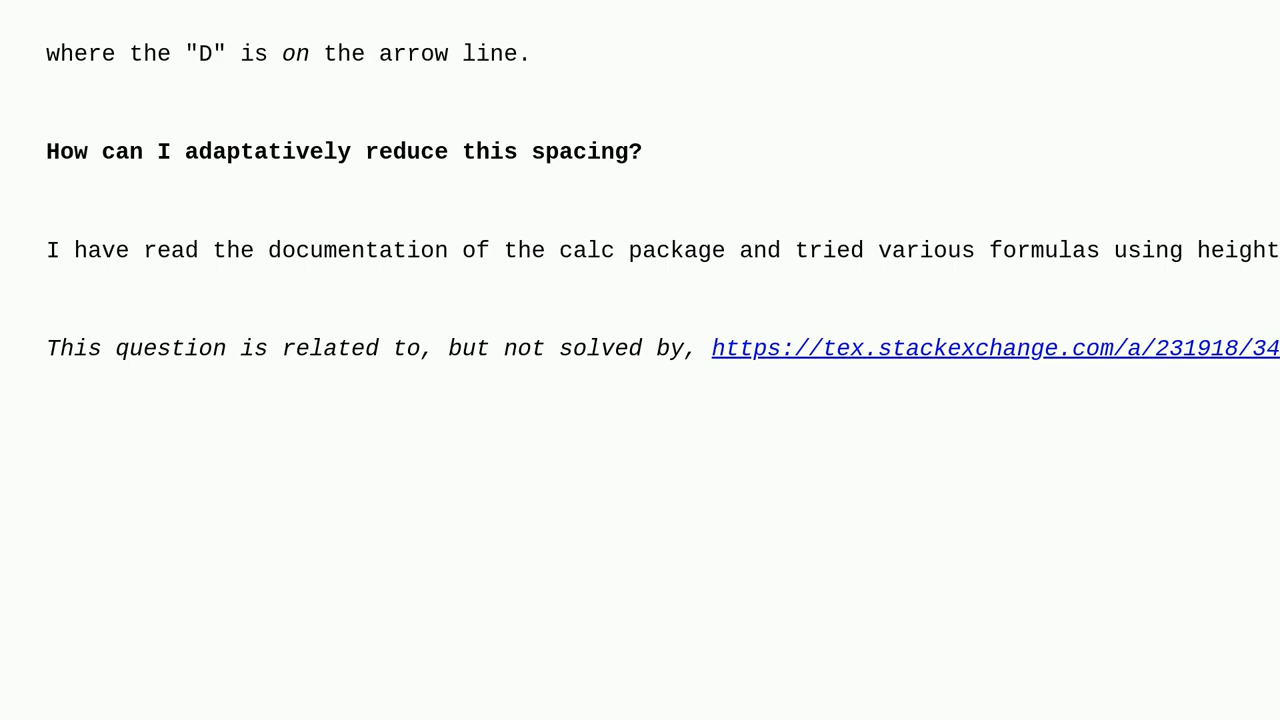 where the "D" is on the arrow line.
How can I adaptatively reduce this spacing?
I have read the documentation of the calc package and tried various formulas using height
This question is related to, but not solved by, https://tex.stackexchange.com/a/231918/34